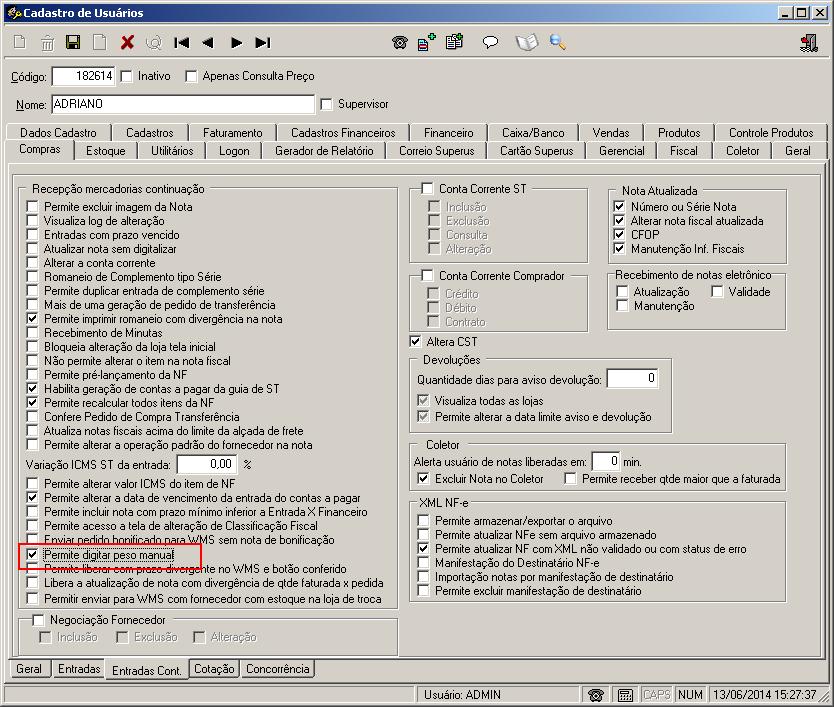 Cadastro de Usuários
Código: 182614 Inativo Apenas Consulta Preço
Nome: ADRIANO Supervisor
Dados Cadastro Cadastros Faturamento Cadastros Financeiros Financeiro Caixa/Banco Vendas Produtos Controle Produtos
Compras Estoque Utilitários Logon Gerador de Relatório Correio Superus Cartão Superus Gerencial Fiscal Coletor Geral
Recepção mercadorias continuação
Permite excluir imagem da Nota
Visualiza log de alteração
Entradas com prazo vencido
Atualizar nota sem digitalizar
Alterar a conta corrente
Romaneio de Complemento tipo Série
Permite duplicar entrada de complemento série
Mais de uma geração de pedido de transferência
Permite imprimir romaneio com divergência na nota
Recebimento de Minutas
Bloqueia alteração da loja tela inicial
Não permite alterar o item na nota fiscal
Permite pré-lançamento da NF
Habilita geração de contas a pagar da guia de ST
Permite recalcular todos itens da NF
Confere Pedido de Compra Transferência
Atualiza notas fiscais acima do limite da alçada de frete
Permite alterar a operação padrão do fornecedor na nota
Variação ICMS ST da entrada: 0,00 %
Permite alterar valor ICMS do item de NF
Permite alterar a data de vencimento da entrada do contas a pagar
Permite incluir nota com prazo mínimo inferior a Entrada X Financeiro
Permite acesso a tela de alteração de Classificação Fiscal
Enviar pedido bonificado para WMS sem nota de bonificação
Permite digitar peso manual
Permite liberar com prazo divergente no WMS e botão conferido
Libera a atualização de nota com divergência de qtde faturada x pedida
Permitir enviar para WMS com fornecedor com estoque na loja de troca
Negociação Fornecedor
Inclusão Exclusão Alteração
Conta Corrente ST
Inclusão
Exclusão
Consulta
Alteração
Conta Corrente Comprador
Crédito
Débito
Contrato
Altera CST
Devoluções
Quantidade dias para aviso devolução: 0
Visualiza todas as lojas
Permite alterar a data limite aviso e devolução
Coletor
Alerta usuário de notas liberadas em: 0 min.
Excluir Nota no Coletor Permite receber qtde maior que a faturada
XML NF-e
Permite armazenar/exportar o arquivo
Permite atualizar NFe sem arquivo armazenado
Permite atualizar NF com XML não validado ou com status de erro
Manifestação do Destinatário NF-e
Importação notas por manifestação de destinatário
Permite excluir manifestação de destinatário
Nota Atualizada
Número ou Série Nota
Alterar nota fiscal atualizada
CFOP
Manutenção Inf. Fiscais
Recebimento de notas eletrônico
Atualização Validade
Manutenção
Geral Entradas Entradas Cont. Cotação Concorrência
Usuário: ADMIN CAPS NUM 13/06/2014 15:27:37